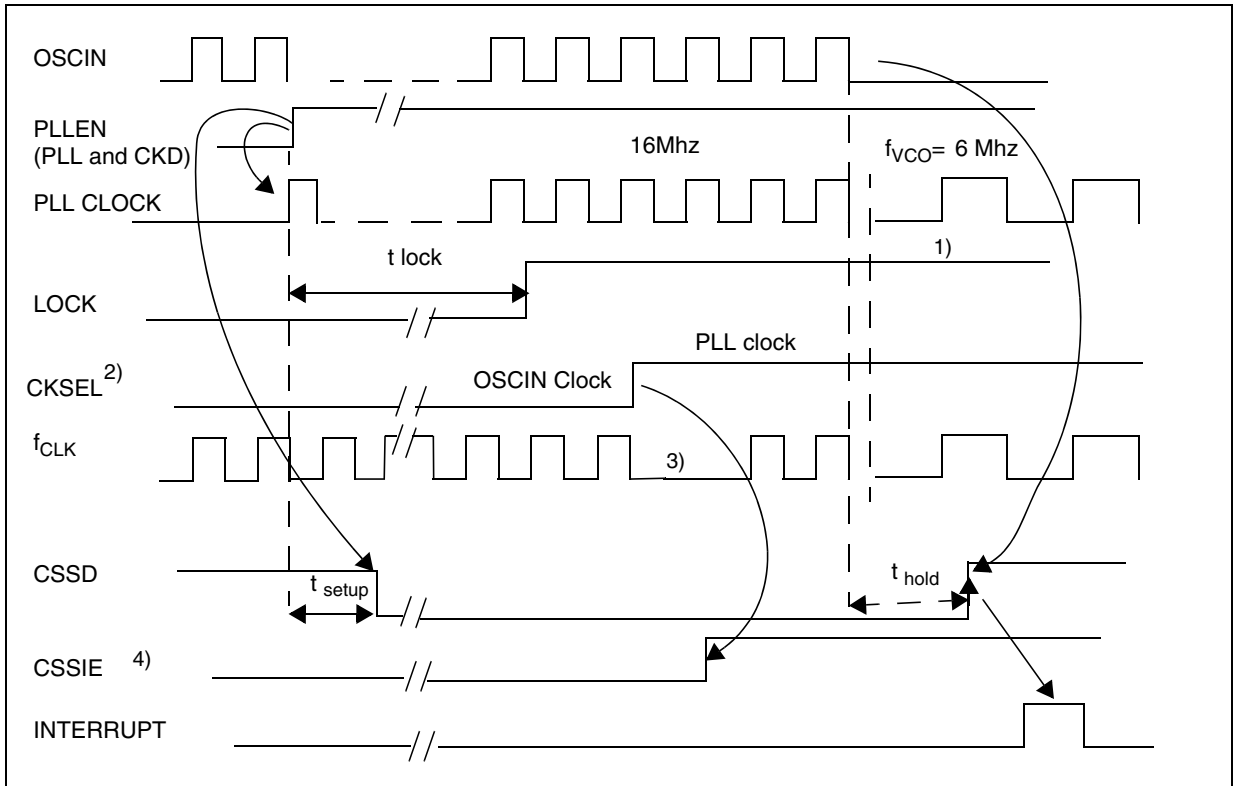 OSCIN
PLLEN
(PLL and CKD)
16Mhz
fVCO= 6 Mhz
PLL CLOCK
t lock
1)
LOCK
PLL clock
CKSEL2)
OSCIN Clock
fCLK
3)
CSSD
t setup
t hold
CSSIE 4)
INTERRUPT